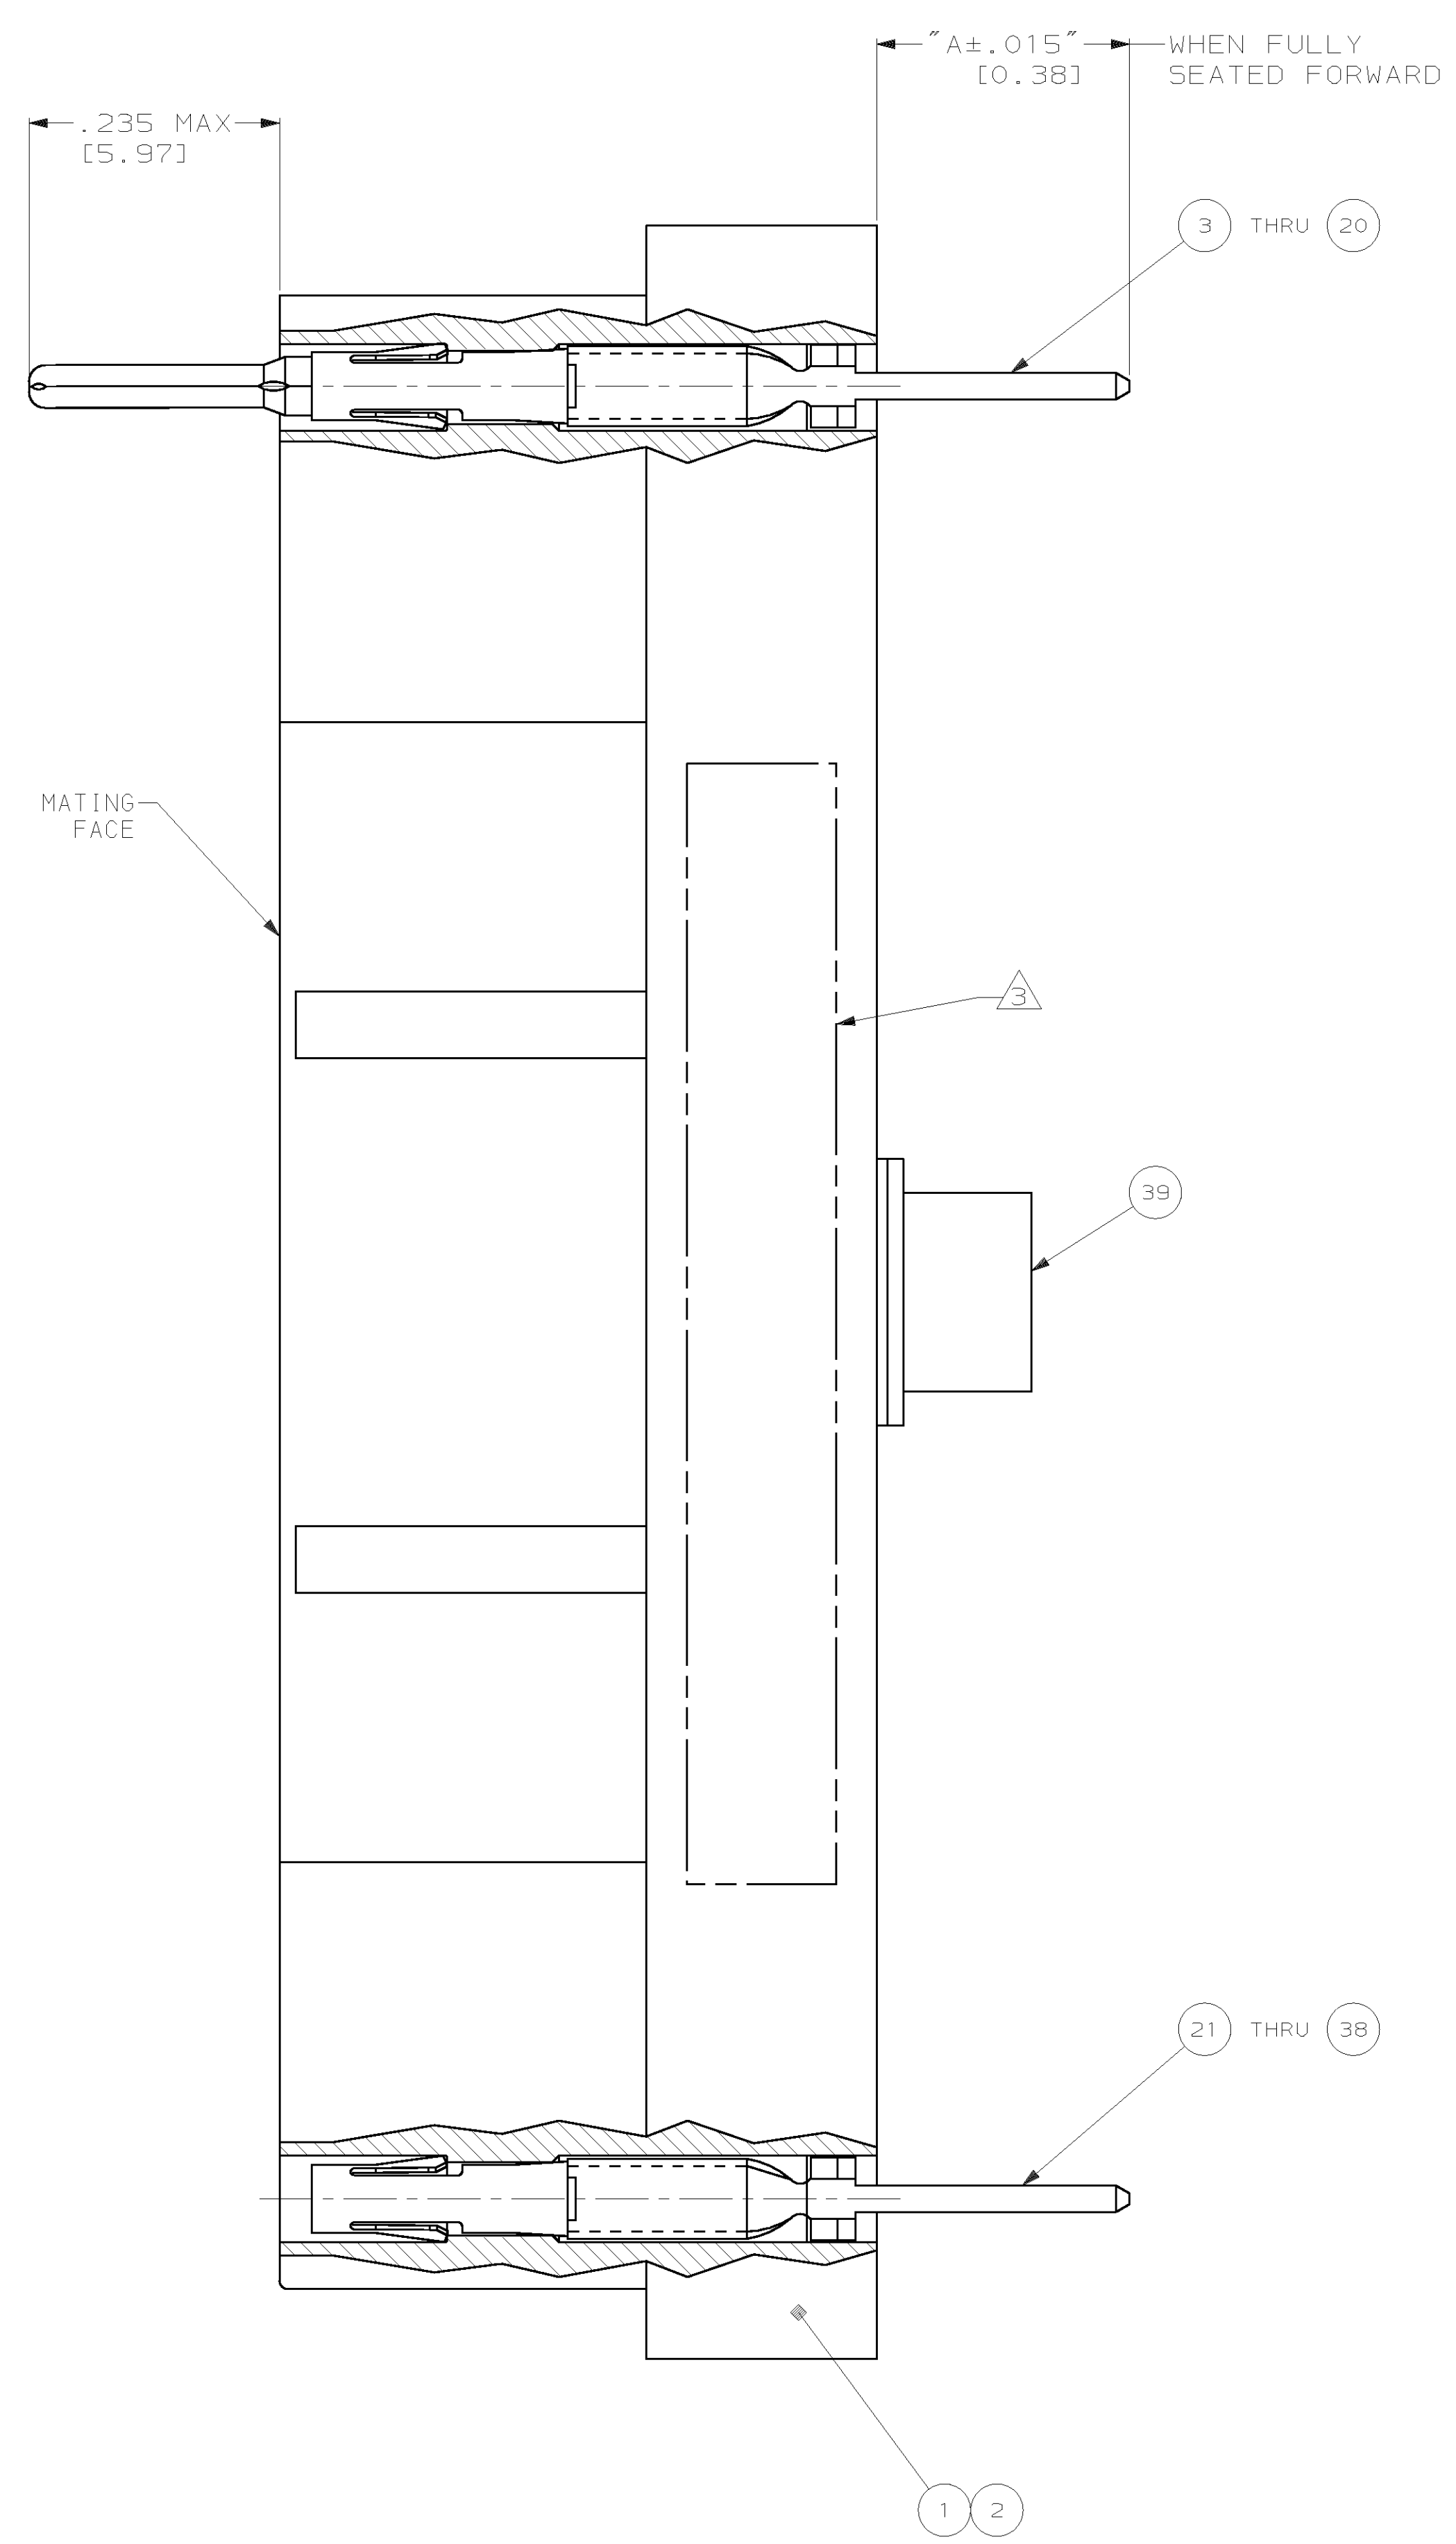 "A±.015"
[0.38]
WHEN FULLY
SEATED FORWARD
.235 MAX
[5.97]
3 THRU 20
MATING
FACE
3
39
21 THRU 38
1 2